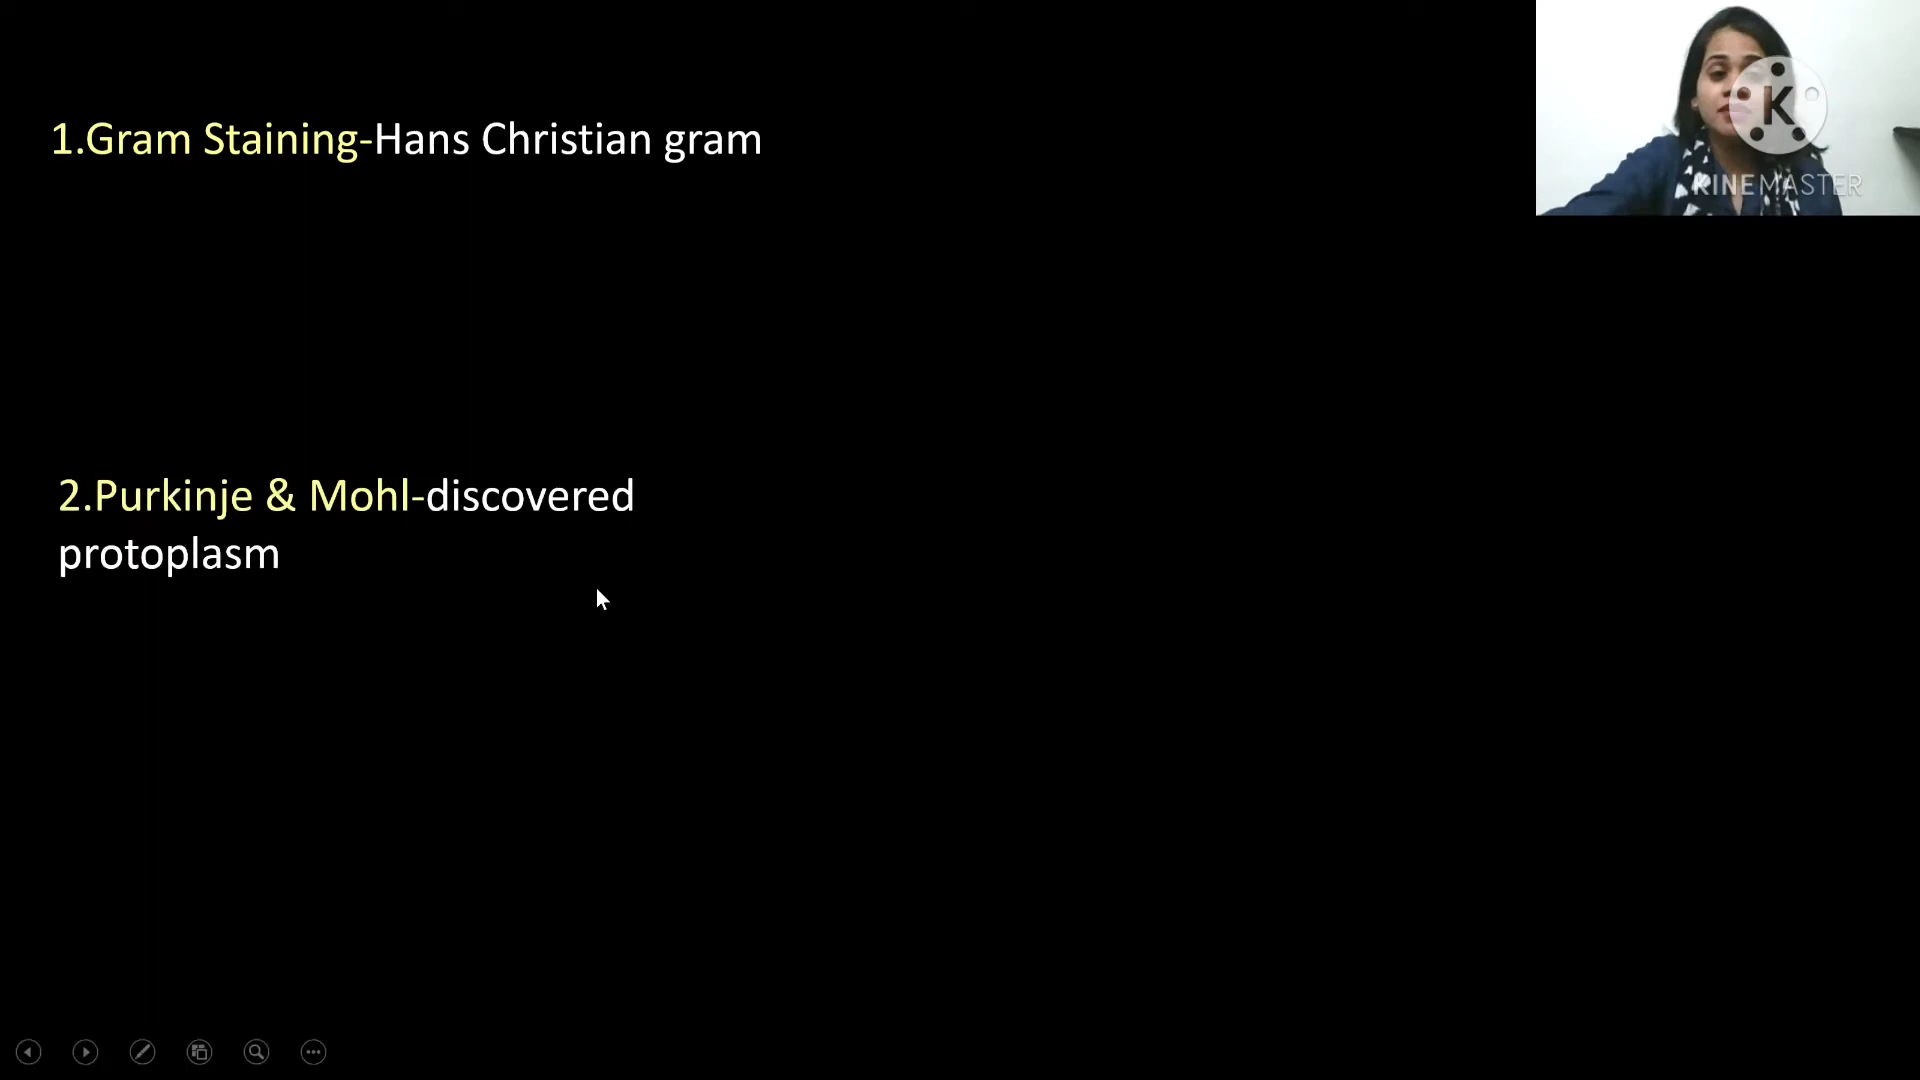 1.Gram Staining-Hans Christian gram
K
KINEMASTER
2.Purkinje & Mohl-discovered
protoplasm